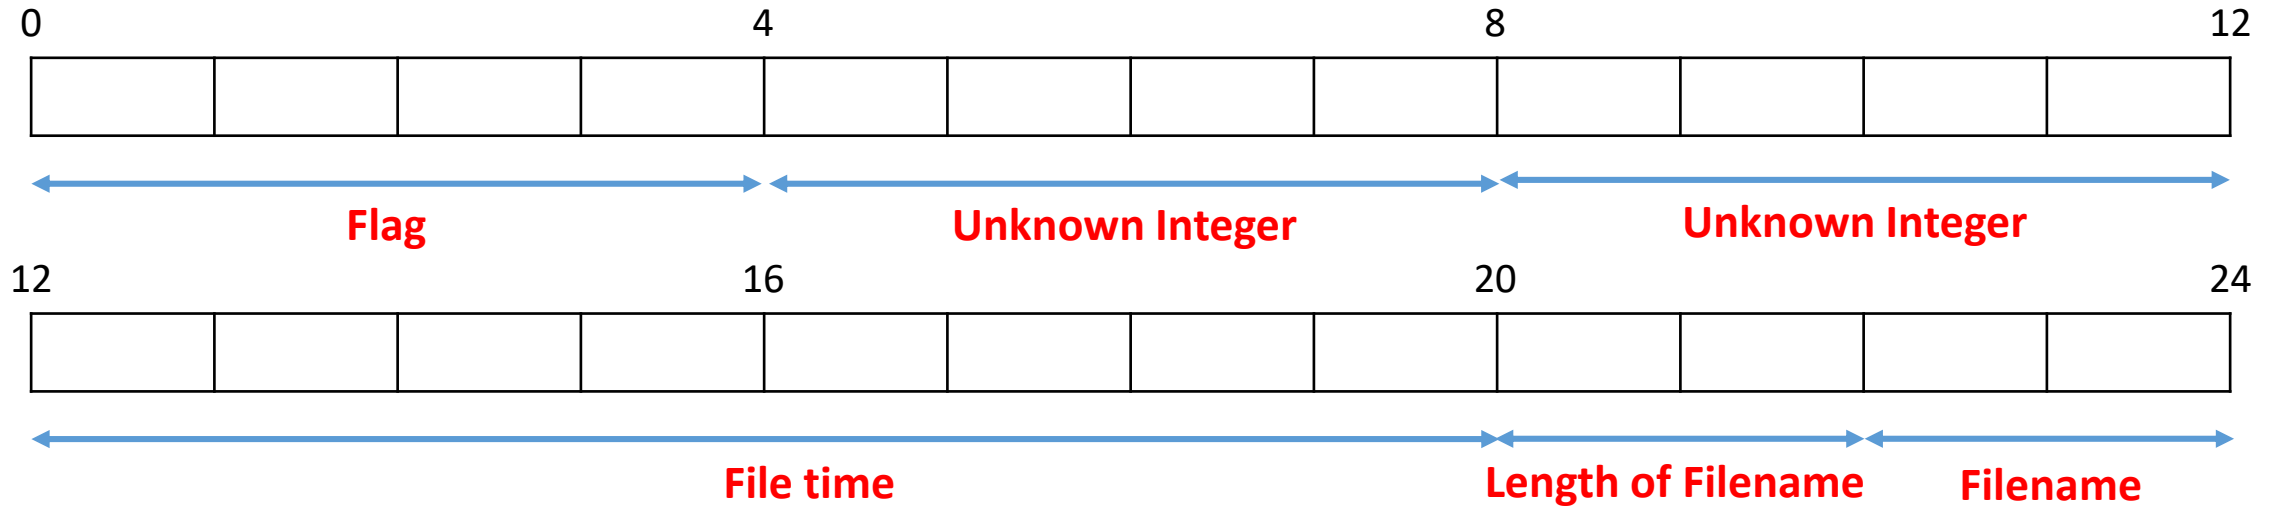 0 4 8 12
Flag Unknown Integer Unknown Integer
12 16 20 24
File time Length of Filename Filename